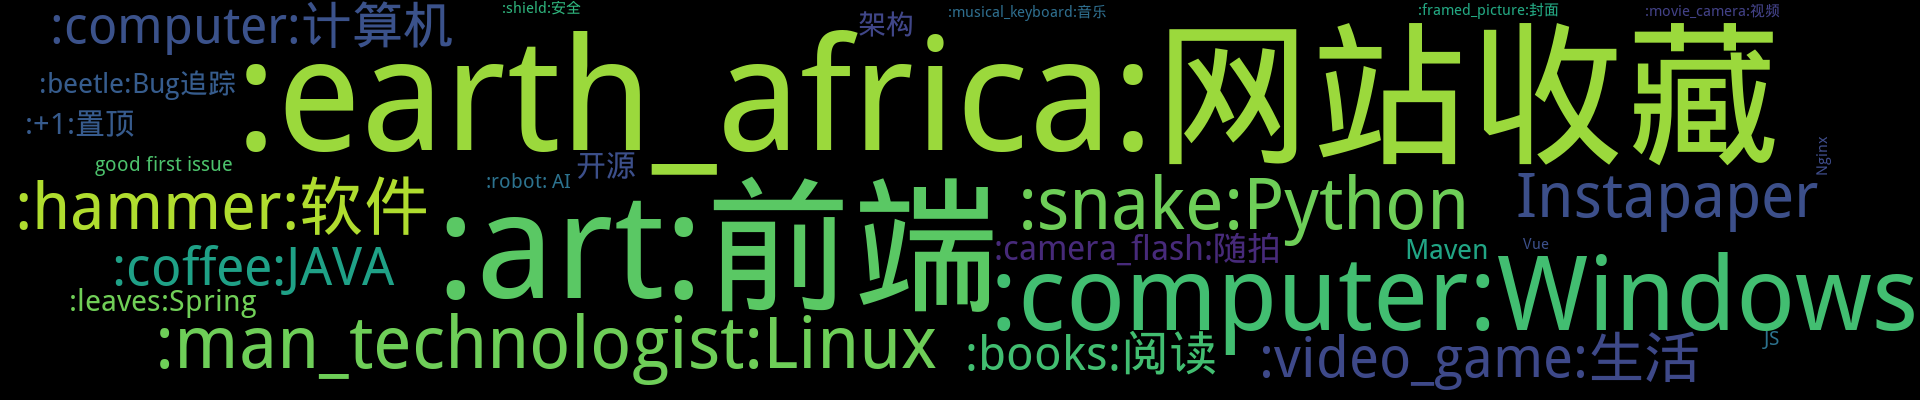 :computer:计算机
:shield:安全
架构
:musical_keyboard:音乐
:framed_picture:封面
:movie_camera:视频
:earth_africa:网站收藏
:beetle:Bug追踪
:+1:置顶
good first issue
开源
Nginx
:hammer:软件
:robot: AI
:art:前端
:snake:Python
Instapaper
:camera_flash:随拍
Maven
Vue
:coffee:JAVA
:computer:Windows
:leaves:Spring
:man_technologist:Linux
:books:阅读
:video_game:生活
JS